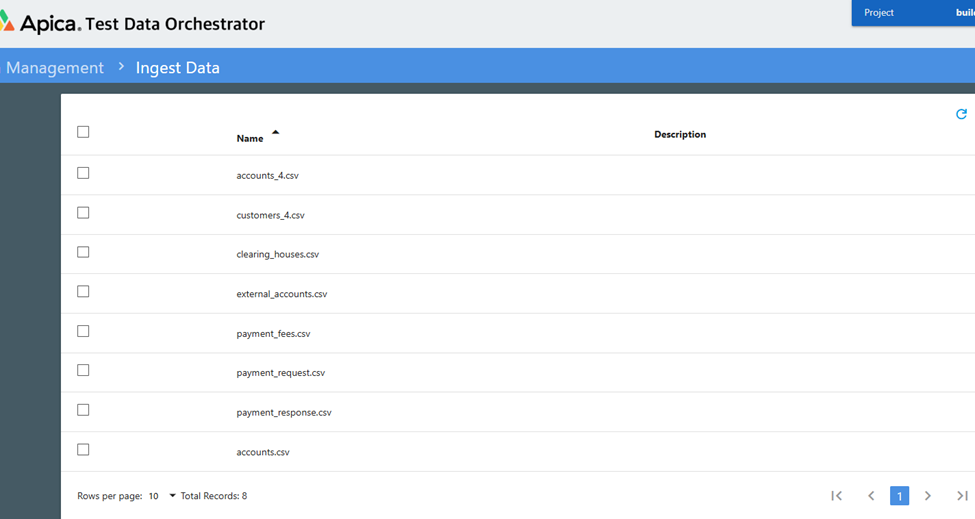 Apica. Test Data Orchestrator
Project
Management > Ingest Data
Name
Description
accounts_4.csv
customers_4.csv
clearing_houses.csv
external_accounts.csv
payment_fees.csv
payment_request.csv
payment_response.csv
accounts.csv
Rows per page: 10 Total Records: 8
1